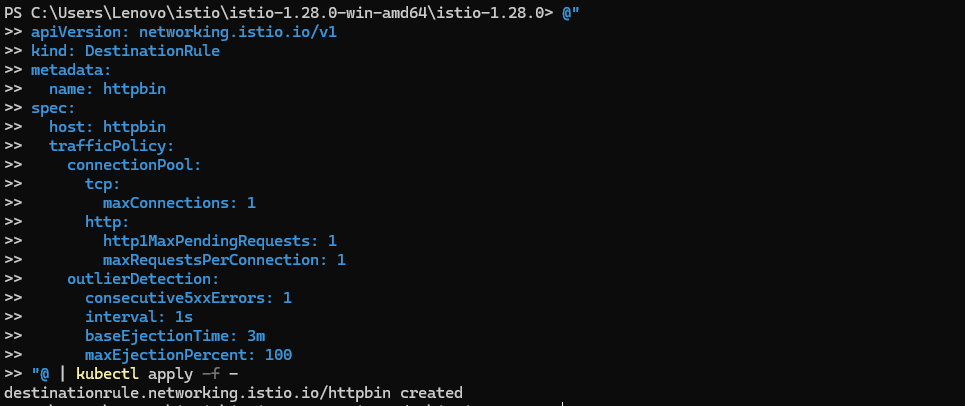 PS C:\Users\Lenovo\istio\istio-1.28.0-win-amd64\istio-1.28.0> @"
>> apiVersion: networking.istio.io/v1
>> kind: DestinationRule
>> metadata:
>>   name: httpbin
>> spec:
>>   host: httpbin
>>   trafficPolicy:
>>     connectionPool:
>>       tcp:
>>         maxConnections: 1
>>       http:
>>         http1MaxPendingRequests: 1
>>         maxRequestsPerConnection: 1
>>     outlierDetection:
>>       consecutive5xxErrors: 1
>>       interval: 1s
>>       baseEjectionTime: 3m
>>       maxEjectionPercent: 100
>> "@ | kubectl apply -f -
destinationrule.networking.istio.io/httpbin created